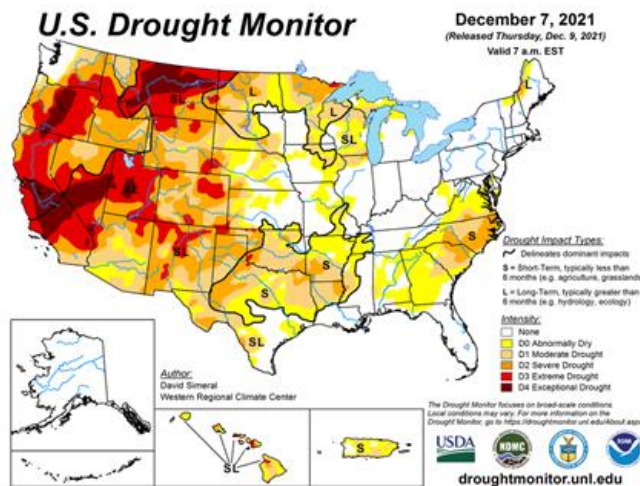 U.S. Drought Monitor
December 7, 2021
(Released Thursday, Dec. 9, 2021)
Valid 7 a.m. EST
L
L
L
SL
SL
SL
SL
S
S
S
SL
Drought Impact Types:
Delineates dominant impacts
S = Short-Term, typically less than
6 months (e.g. agriculture, grasslands
L = Long-Term, typically greater than
6 months (e.g. hydrology, ecology)
Intensity:
None
D0 Abnormally Dry
D1 Moderate Drought
D2 Severe Drought
D3 Extreme Drought
D4 Exceptional Drought
Author:
David Simeral
Western Regional Climate Center
SL
S
The Drought Monitor focuses on broad-scale conditions.
Local conditions may vary. For more information on the
Drought Monitor, go to https://droughtmonitor.unl.edu/About.aspx
USDA
NDMC
droughtmonitor.unl.edu